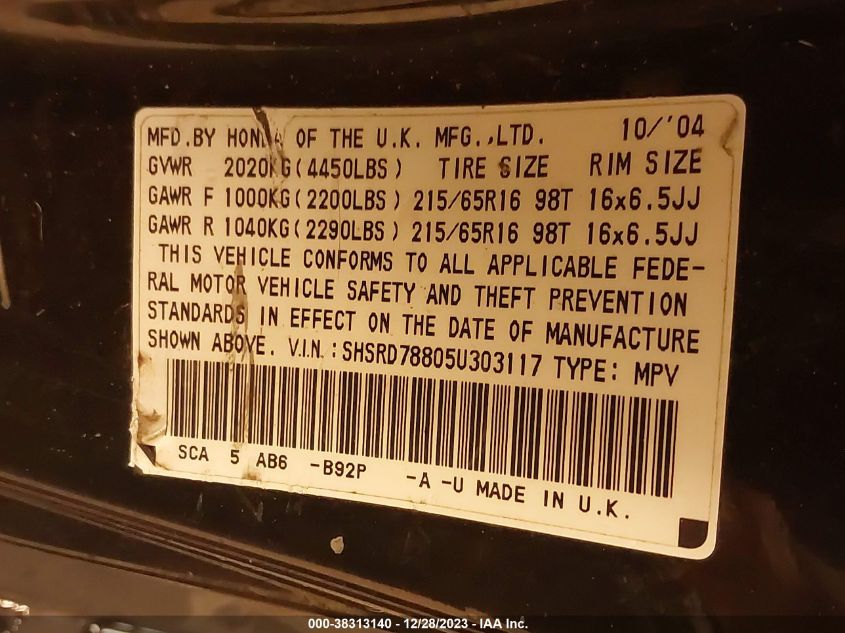 MFD.BY HONDA OF THE U.K. MFG.,LTD. 10/'04
GVWR 2020KG(4450LBS) TIRE SIZE RIM SIZE
GAWR F 1000KG(2200LBS) 215/65R16 98T 16x6.5JJ
GAWR R 1040KG(2290LBS) 215/65R16 98T 16x6.5JJ
THIS VEHICLE CONFORMS TO ALL APPLICABLE FEDE-
RAL MOTOR VEHICLE SAFETY AND THEFT PREVENTION
STANDARDS IN EFFECT ON THE DATE OF MANUFACTURE
SHOWN ABOVE. V.I.N.:SHSRD78805U303117 TYPE: MPV
SCA 5 AB6 -B92P -A -U MADE IN U.K.
000-38313140 - 12/28/2023 - IAA Inc.